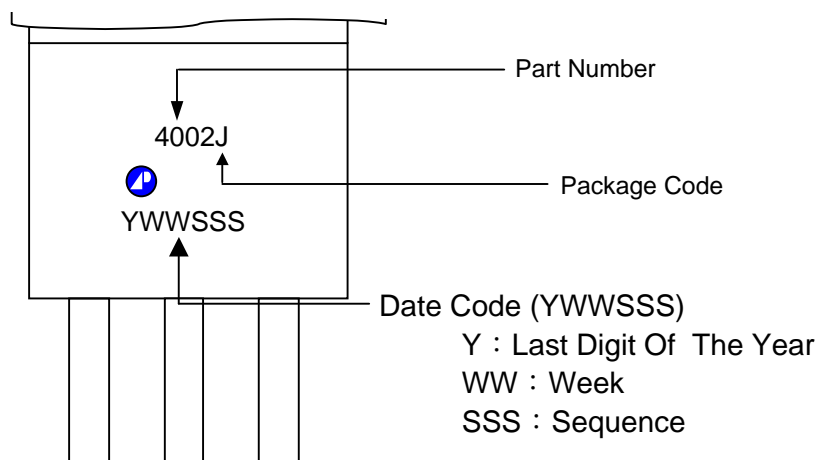 Part Number
4002J
Package Code
YWWSSS
Date Code (YWWSSS)
Y：Last Digit Of The Year
WW：Week
SSS：Sequence